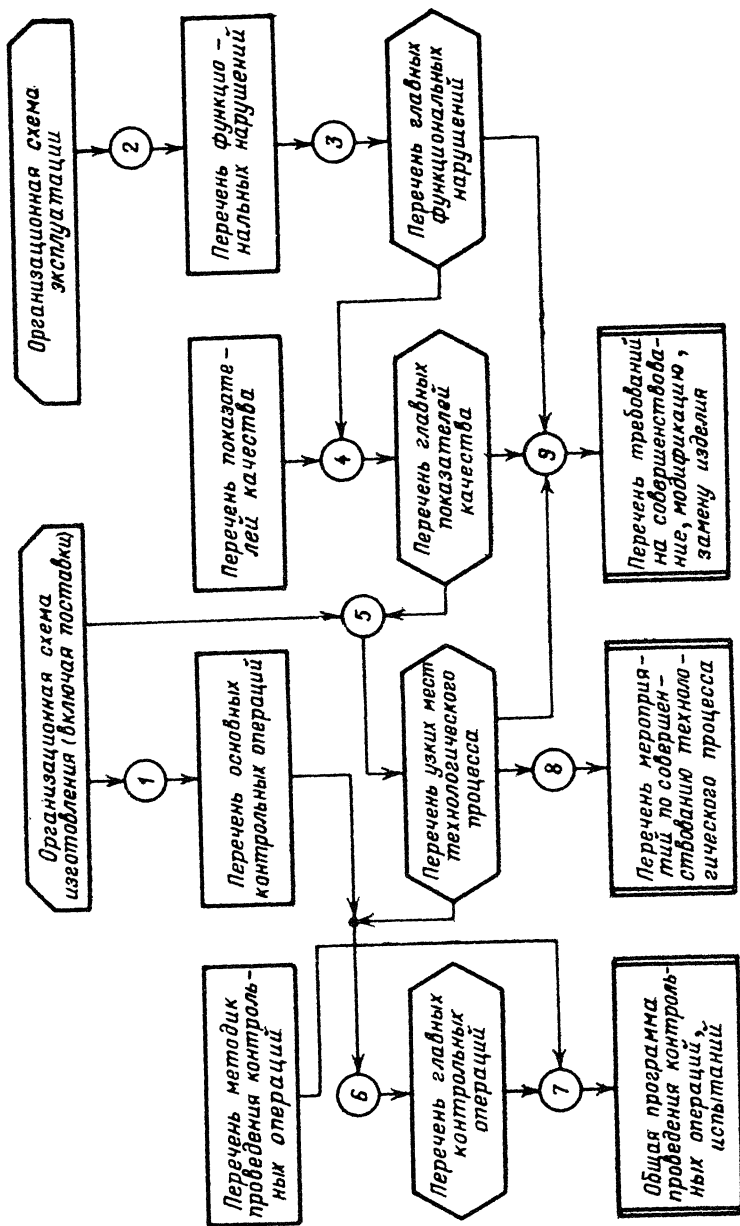 Организационная схема
эксплуатации
2
Перечень функцио -
нальных нарушений
3
Перечень главных
функциональных
нарушений
Перечень показате -
лей качества
4
Перечень главных
показателей
качества
9
Перечень требований
на совершенствова-
ние, модификацию,
замену изделия
Организационная схема
изготовления (включая поставки)
1
Перечень основных
контрольных операций
5
Перечень узких мест
технологического
процесса
8
Перечень мероприя-
тий по совершен-
ствованию техноло-
гического процесса
Перечень методик
проведения контроль-
ных операций
6
Перечень главных
контрольных
операций
7
Общая программа
проведения контроль-
ных операций,
испытаний